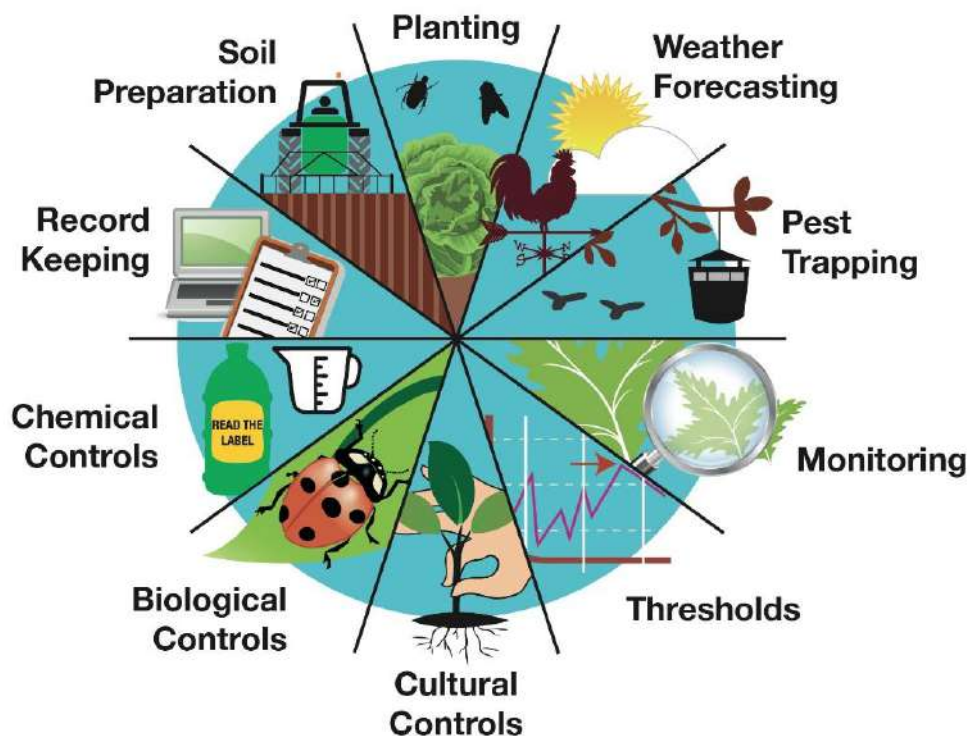 Planting
Weather
Forecasting
Pest
Trapping
Monitoring
Thresholds
Cultural
Controls
Biological
Controls
Chemical
Controls
READ THE
LABEL
Record
Keeping
Soil
Preparation
N
W
E
S